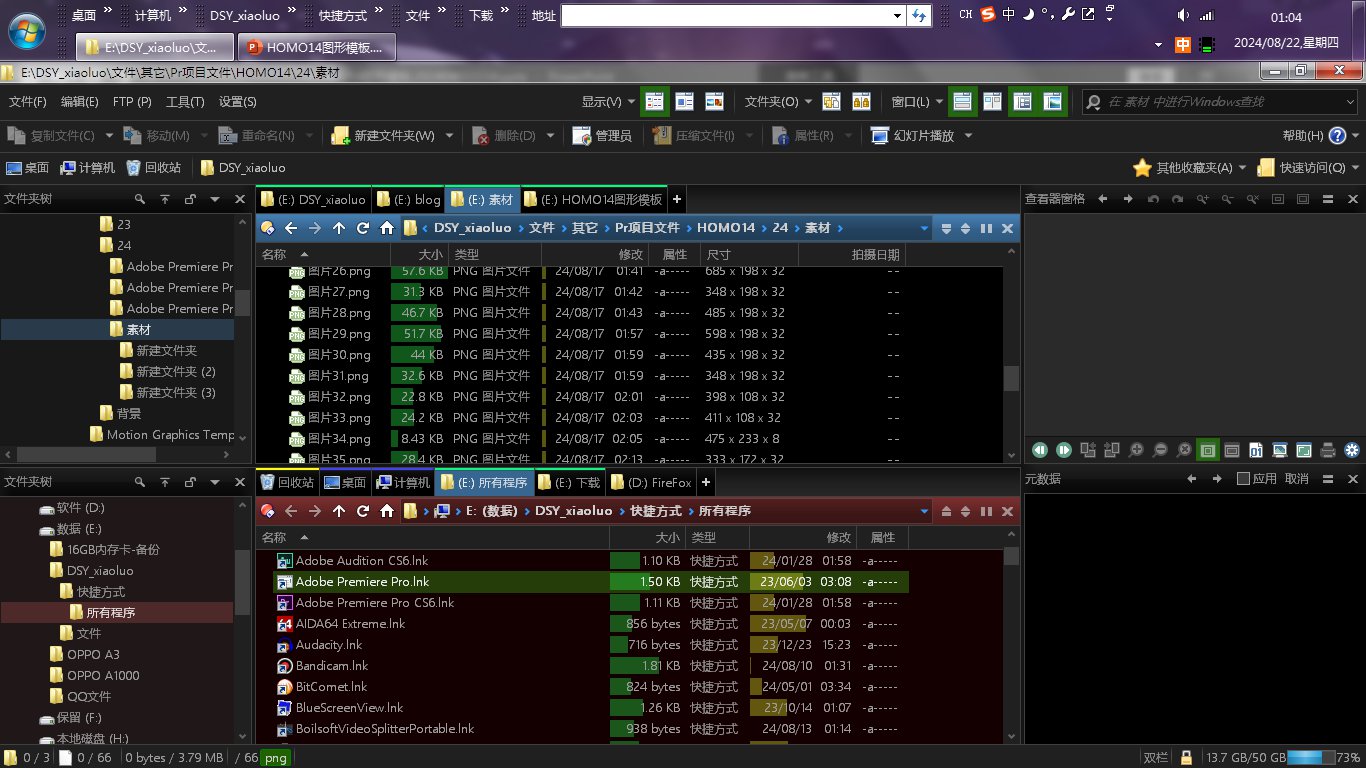 桌面 » 计算机 » DSY_xiaoluo » 快捷方式 » 文件 » 下载 » 地址
CH 中
01:04
E:\DSY_xiaoluo\文... HOMO14图形模板....
中
2024/08/22,星期四
E:\DSY_xiaoluo\文件\其它\Pr项目文件\HOMO14\24\素材
文件(F) 编辑(E) FTP (P) 工具(T) 设置(S) 显示(V) 文件夹(O) 窗口(L) 在 素材 中进行Windows查找
复制文件(C) 移动(M) 重命名(N) 新建文件夹(W) 删除(D) 管理员 压缩文件(I) 属性(R) 幻灯片播放 帮助(H)
桌面 计算机 回收站 DSY_xiaoluo 其他收藏夹(A) 快速访问(Q)
文件夹树
23
24
Adobe Premiere Pr
Adobe Premiere Pr
Adobe Premiere Pr
素材
新建文件夹
新建文件夹 (2)
新建文件夹 (3)
背景
Motion Graphics Temp
(E:) DSY_xiaoluo (E:) blog (E:) 素材 (E:) HOMO14图形模板 +
DSY_xiaoluo › 文件 › 其它 › Pr项目文件 › HOMO14 › 24 › 素材 ›
名称 大小 类型 修改 属性 尺寸 拍摄日期
图片26.png 57.6 KB PNG 图片文件 24/08/17 01:41 -a----- 685 x 198 x 32 --
图片27.png 31.3 KB PNG 图片文件 24/08/17 01:42 -a----- 348 x 198 x 32 --
图片28.png 46.7 KB PNG 图片文件 24/08/17 01:43 -a----- 485 x 198 x 32 --
图片29.png 51.7 KB PNG 图片文件 24/08/17 01:57 -a----- 598 x 198 x 32 --
图片30.png 44 KB PNG 图片文件 24/08/17 01:59 -a----- 435 x 198 x 32 --
图片31.png 32.6 KB PNG 图片文件 24/08/17 01:59 -a----- 348 x 198 x 32 --
图片32.png 22.8 KB PNG 图片文件 24/08/17 02:01 -a----- 398 x 108 x 32 --
图片33.png 24.2 KB PNG 图片文件 24/08/17 02:03 -a----- 411 x 108 x 32 --
图片34.png 8.43 KB PNG 图片文件 24/08/17 02:05 -a----- 475 x 233 x 8 --
图片35.png 28.4 KB PNG 图片文件 24/08/17 02:13 -a----- 333 x 172 x 32 --
查看器窗格
文件夹树
软件 (D:)
数据 (E:)
16GB内存卡-备份
DSY_xiaoluo
快捷方式
所有程序
文件
OPPO A3
OPPO A1000
QQ文件
保留 (F:)
本地磁盘 (H:)
回收站 桌面 计算机 (E:) 所有程序 (E:) 下载 (D:) FireFox +
E: (数据) › DSY_xiaoluo › 快捷方式 › 所有程序
名称 大小 类型 修改 属性
Adobe Audition CS6.lnk 1.10 KB 快捷方式 24/01/28 01:58 -a-----
Adobe Premiere Pro.lnk 1.50 KB 快捷方式 23/06/03 03:08 -a-----
Adobe Premiere Pro CS6.lnk 1.11 KB 快捷方式 24/01/28 01:58 -a-----
AIDA64 Extreme.lnk 856 bytes 快捷方式 23/05/07 00:03 -a-----
Audacity.lnk 716 bytes 快捷方式 23/12/23 15:23 -a-----
Bandicam.lnk 1.81 KB 快捷方式 24/08/10 01:31 -a-----
BitComet.lnk 824 bytes 快捷方式 24/05/01 03:34 -a-----
BlueScreenView.lnk 1.26 KB 快捷方式 23/10/14 01:07 -a-----
BoilsoftVideoSplitterPortable.lnk 938 bytes 快捷方式 24/08/13 01:14 -a-----
元数据 应用 取消
0 / 3 0 / 66 0 bytes / 3.79 MB / 66 png 双栏 13.7 GB/50 GB 73%